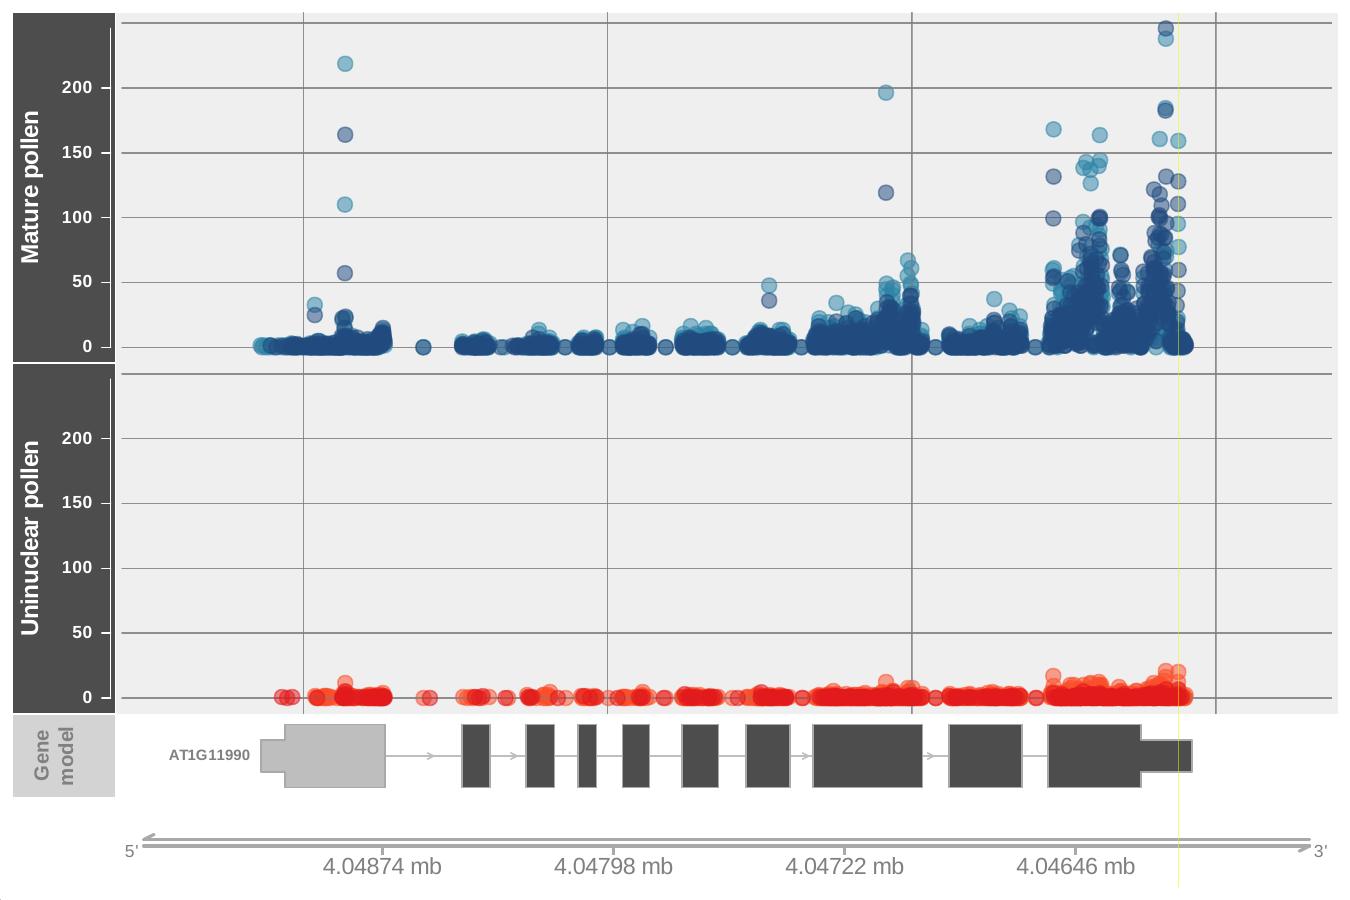 Mature pollen
200
150
100
50
0
Uninuclear pollen
200
150
100
50
0
Gene
model
AT1G11990
5'
3'
4.04874 mb
4.04798 mb
4.04722 mb
4.04646 mb